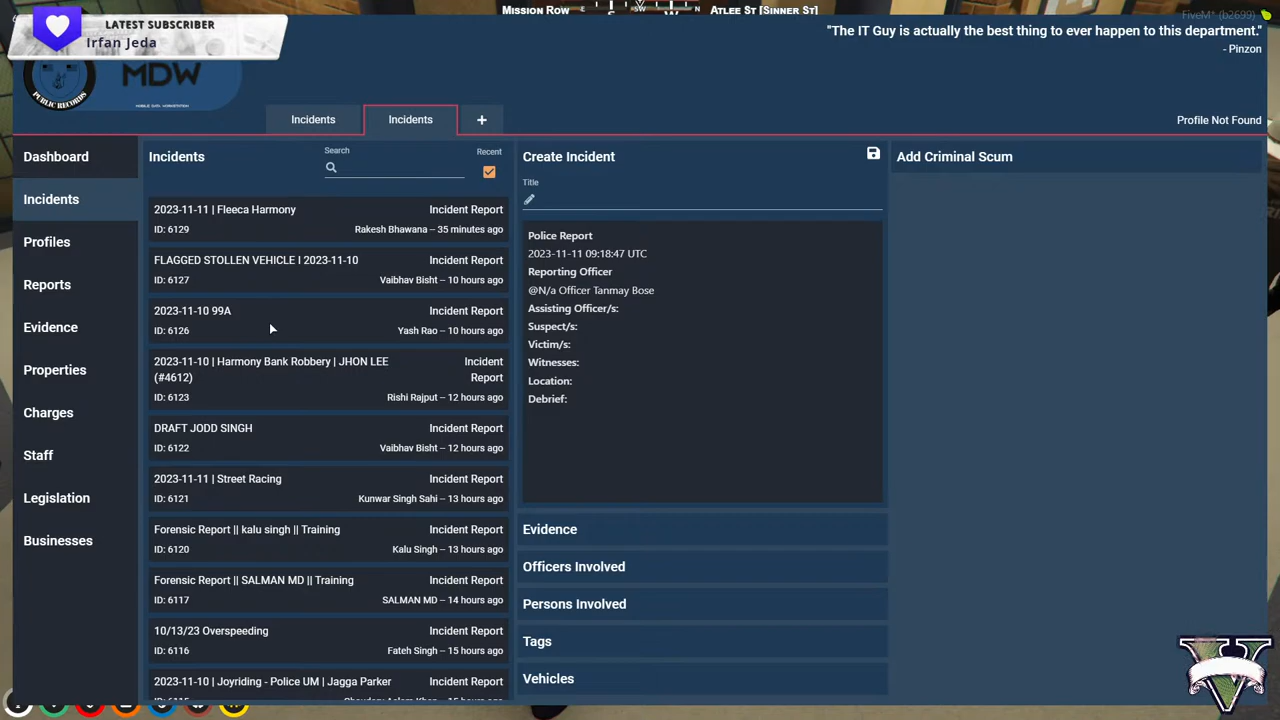 Mission Row
ATLEE ST [SINNER ST]
FiveM* (b2699)
LATEST SUBSCRIBER
Irfan Jeda
"The IT Guy is actually the best thing to ever happen to this department."
- Pinzon
PUBLIC RECORDS
MDW
MOBILE DATA WORKSTATION
Incidents
Incidents
+
Profile Not Found
Dashboard
Incidents
Profiles
Reports
Evidence
Properties
Charges
Staff
Legislation
Businesses
Incidents
Search
Recent
2023-11-11 | Fleeca Harmony
Incident Report
ID: 6129
Rakesh Bhawana – 35 minutes ago
FLAGGED STOLLEN VEHICLE I 2023-11-10
Incident Report
ID: 6127
Vaibhav Bisht – 10 hours ago
2023-11-10 99A
Incident Report
ID: 6126
Yash Rao – 10 hours ago
2023-11-10 | Harmony Bank Robbery | JHON LEE
(#4612)
Incident
Report
ID: 6123
Rishi Rajput – 12 hours ago
DRAFT JODD SINGH
Incident Report
ID: 6122
Vaibhav Bisht – 12 hours ago
2023-11-11 | Street Racing
Incident Report
ID: 6121
Kunwar Singh Sahi – 13 hours ago
Forensic Report || kalu singh || Training
Incident Report
ID: 6120
Kalu Singh – 13 hours ago
Forensic Report || SALMAN MD || Training
Incident Report
ID: 6117
SALMAN MD – 14 hours ago
10/13/23 Overspeeding
Incident Report
ID: 6116
Fateh Singh – 15 hours ago
2023-11-10 | Joyriding - Police UM | Jagga Parker
Incident Report
Create Incident
Title
Police Report
2023-11-11 09:18:47 UTC
Reporting Officer
@N/a Officer Tanmay Bose
Assisting Officer/s:
Suspect/s:
Victim/s:
Witnesses:
Location:
Debrief:
Evidence
Officers Involved
Persons Involved
Tags
Vehicles
Add Criminal Scum